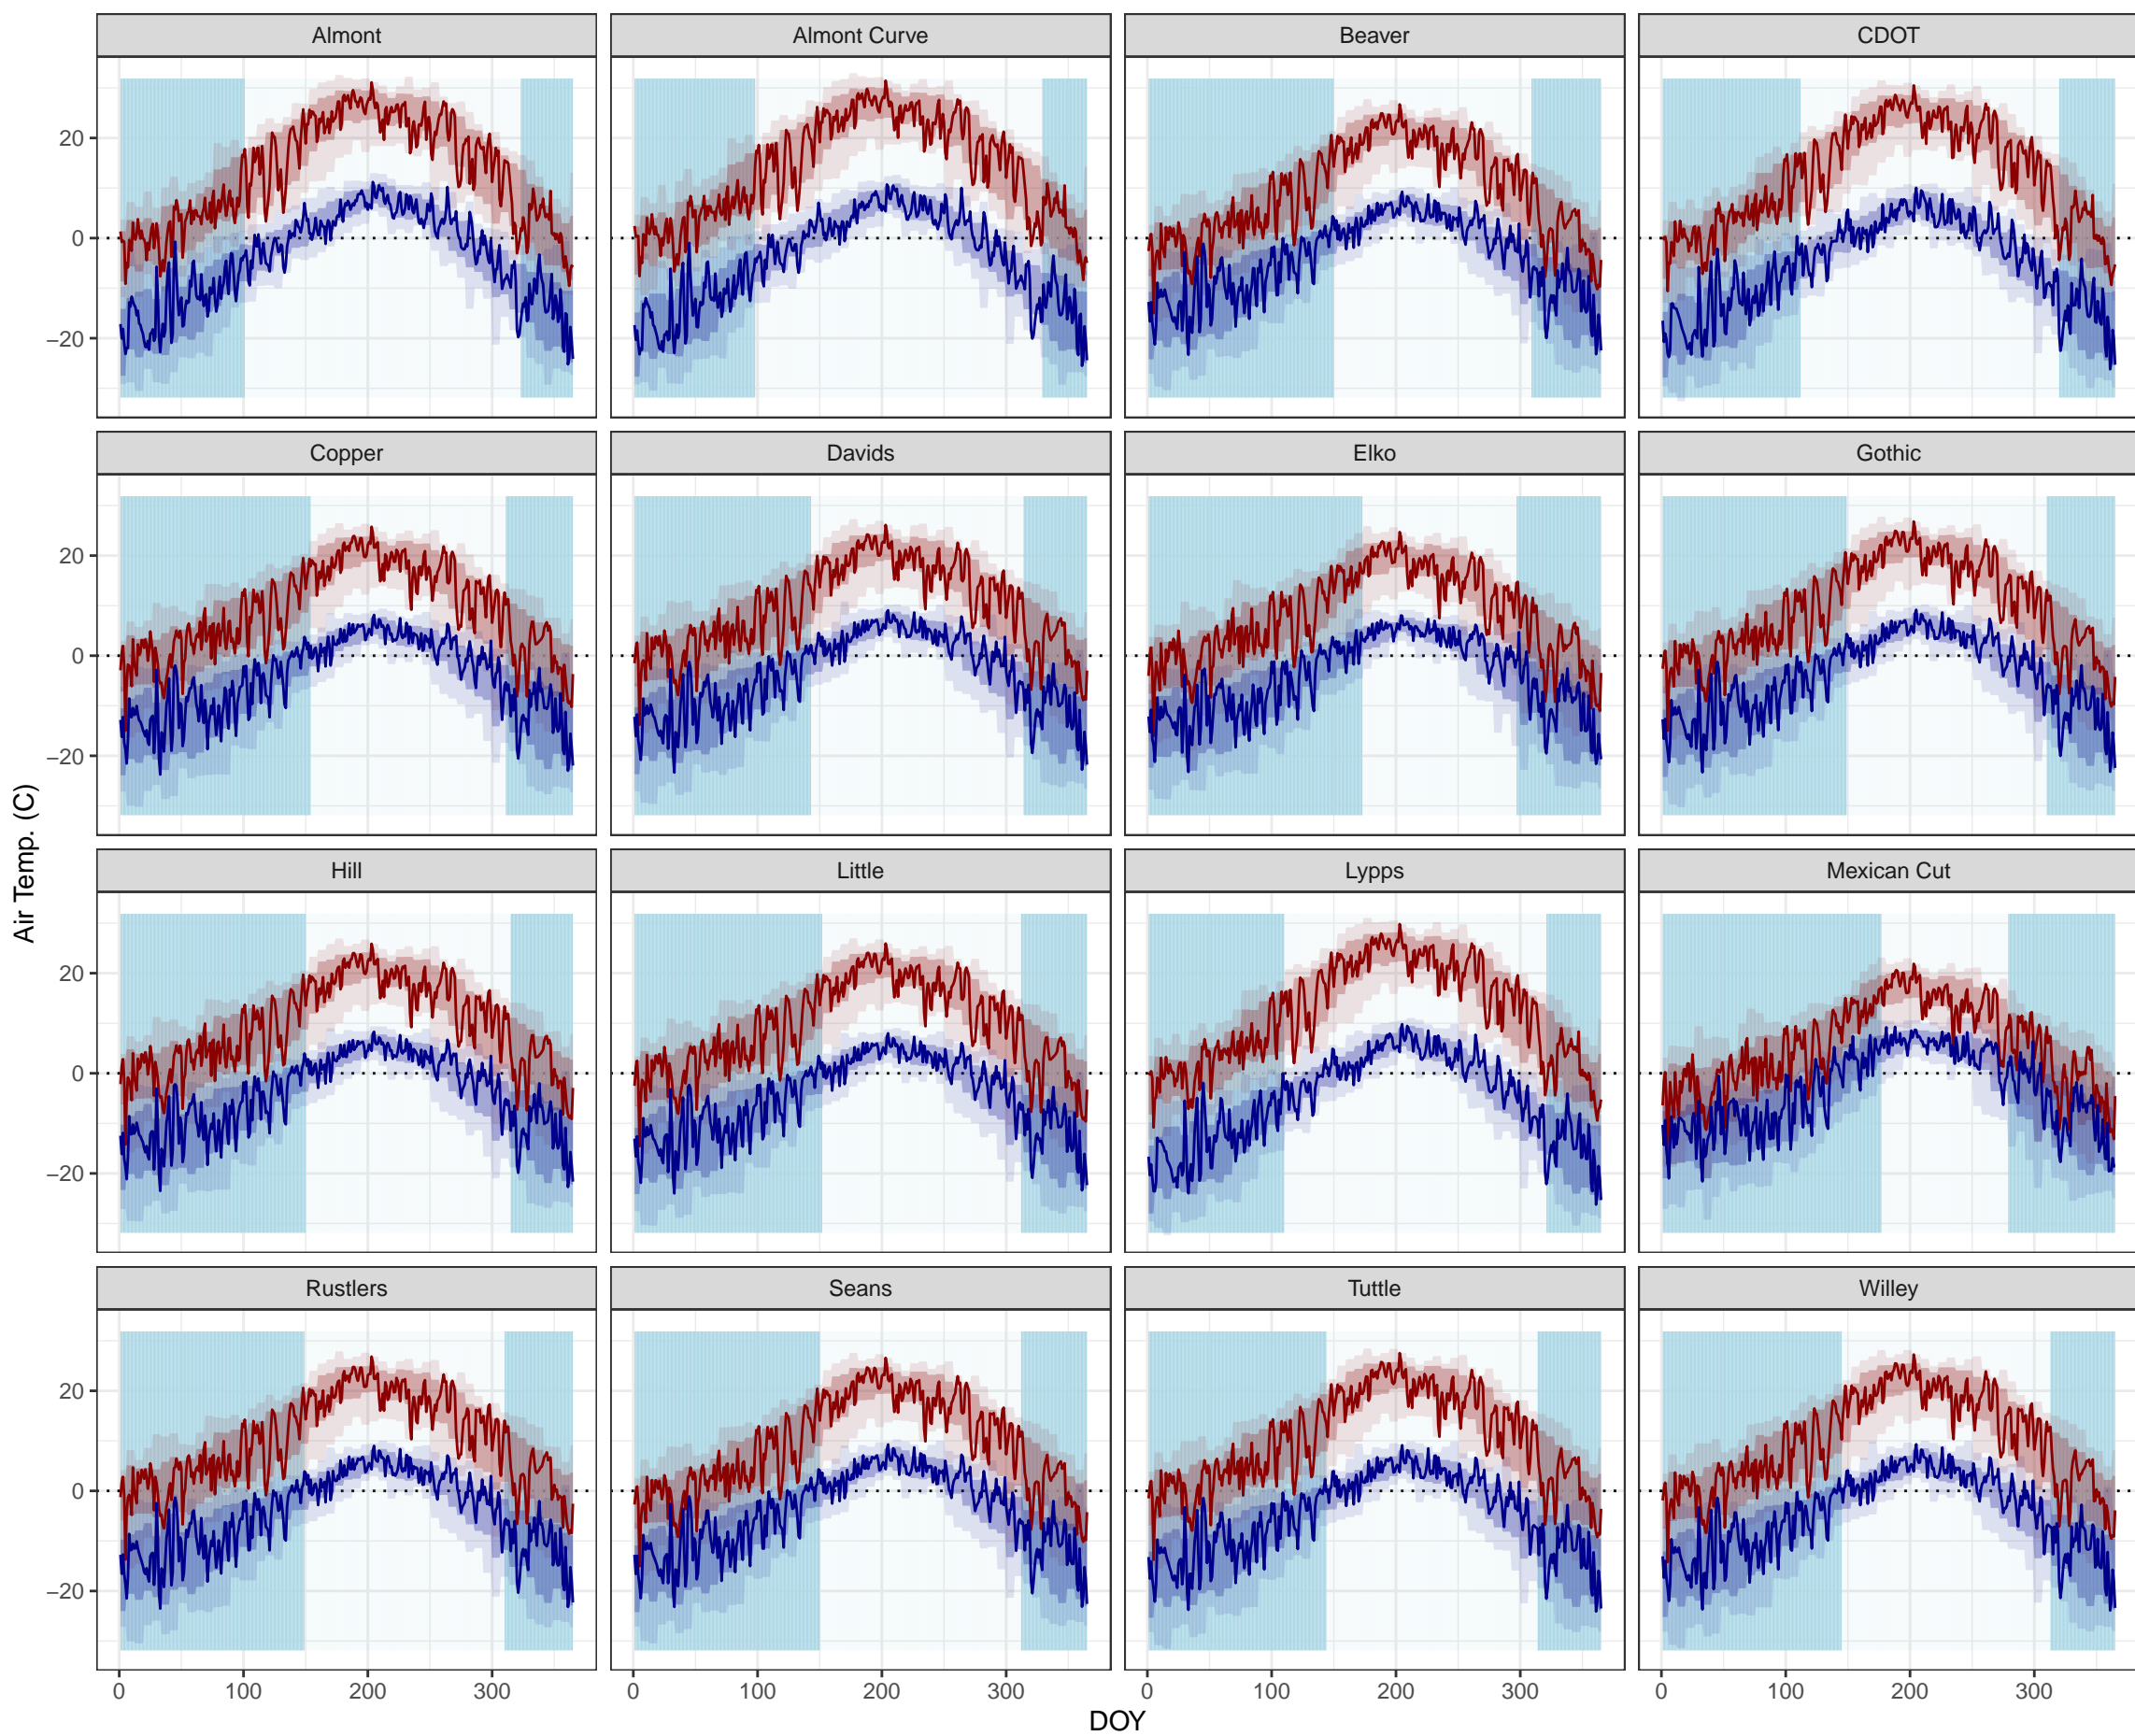 Almont
Almont Curve
Beaver
CDOT
20
0
−20
Copper
Davids
Elko
Gothic
20
0
−20
Hill
Little
Lypps
Mexican Cut
20
0
−20
Rustlers
Seans
Tuttle
Willey
20
0
−20
0 100 200 300
0 100 200 300
0 100 200 300
0 100 200 300
DOY
Air Temp. (C)